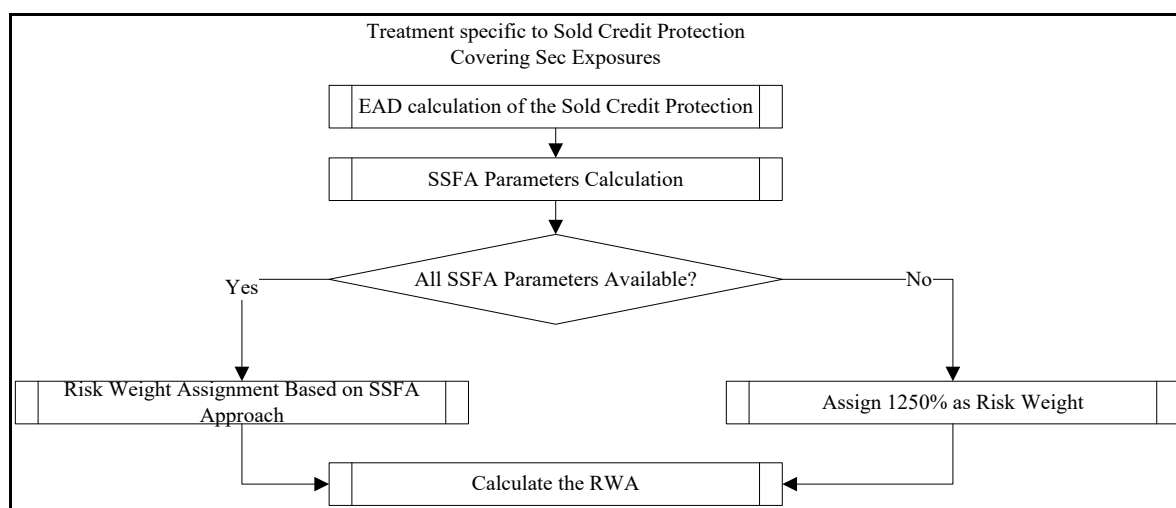 Treatment specific to Sold Credit Protection
Covering Sec Exposures
EAD calculation of the Sold Credit Protection
SSFA Parameters Calculation
All SSFA Parameters Available?
Yes
No
Risk Weight Assignment Based on SSFA
Approach
Assign 1250% as Risk Weight
Calculate the RWA